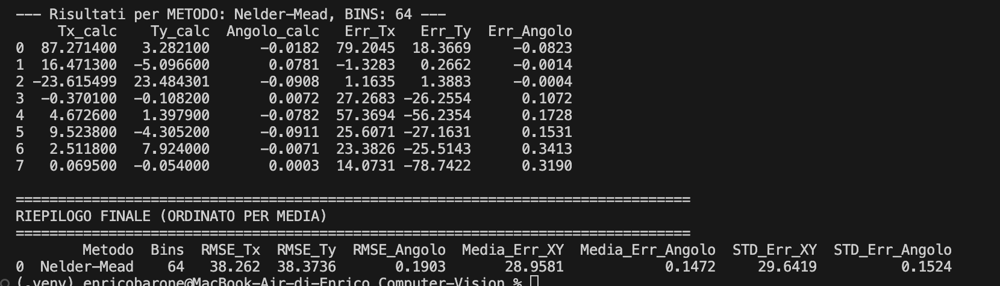 --- Risultati per METODO: Nelder-Mead, BINS: 64 ---
Tx_calc Ty_calc Angolo_calc Err_Tx Err_Ty Err_Angolo
0 87.271400 3.282100 -0.0182 79.2045 18.3669 -0.0823
1 16.471300 -5.096600 0.0781 -1.3283 0.2662 -0.0014
2 -23.615499 23.484301 -0.0908 1.1635 1.3883 -0.0004
3 -0.370100 -0.108200 0.0072 27.2683 -26.2554 0.1072
4 4.672600 1.397900 -0.0782 57.3694 -56.2354 0.1728
5 9.523800 -4.305200 -0.0911 25.6071 -27.1631 0.1531
6 2.511800 7.924000 -0.0071 23.3826 -25.5143 0.3413
7 0.069500 -0.054000 0.0003 14.0731 -78.7422 0.3190
================================================================================
RIEPILOGO FINALE (ORDINATO PER MEDIA)
================================================================================
Metodo Bins RMSE_Tx RMSE_Ty RMSE_Angolo Media_Err_XY Media_Err_Angolo STD_Err_XY STD_Err_Angolo
0 Nelder-Mead 64 38.262 38.3736 0.1903 28.9581 0.1472 29.6419 0.1524
(.venv) enricobarone@MacBook-Air-di-Enrico Computer-Vision %